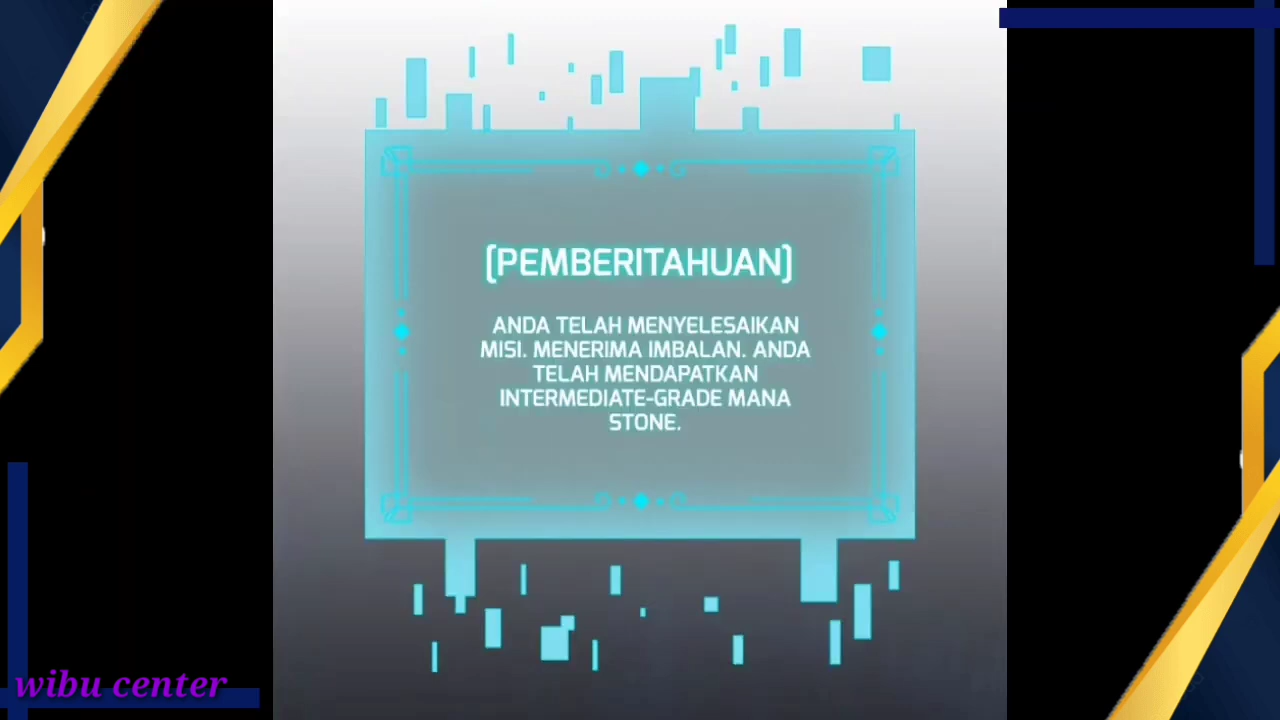 [PEMBERITAHUAN]
ANDA TELAH MENYELESAIKAN
MISI. MENERIMA IMBALAN. ANDA
TELAH MENDAPATKAN
INTERMEDIATE-GRADE MANA
STONE.
wibu center